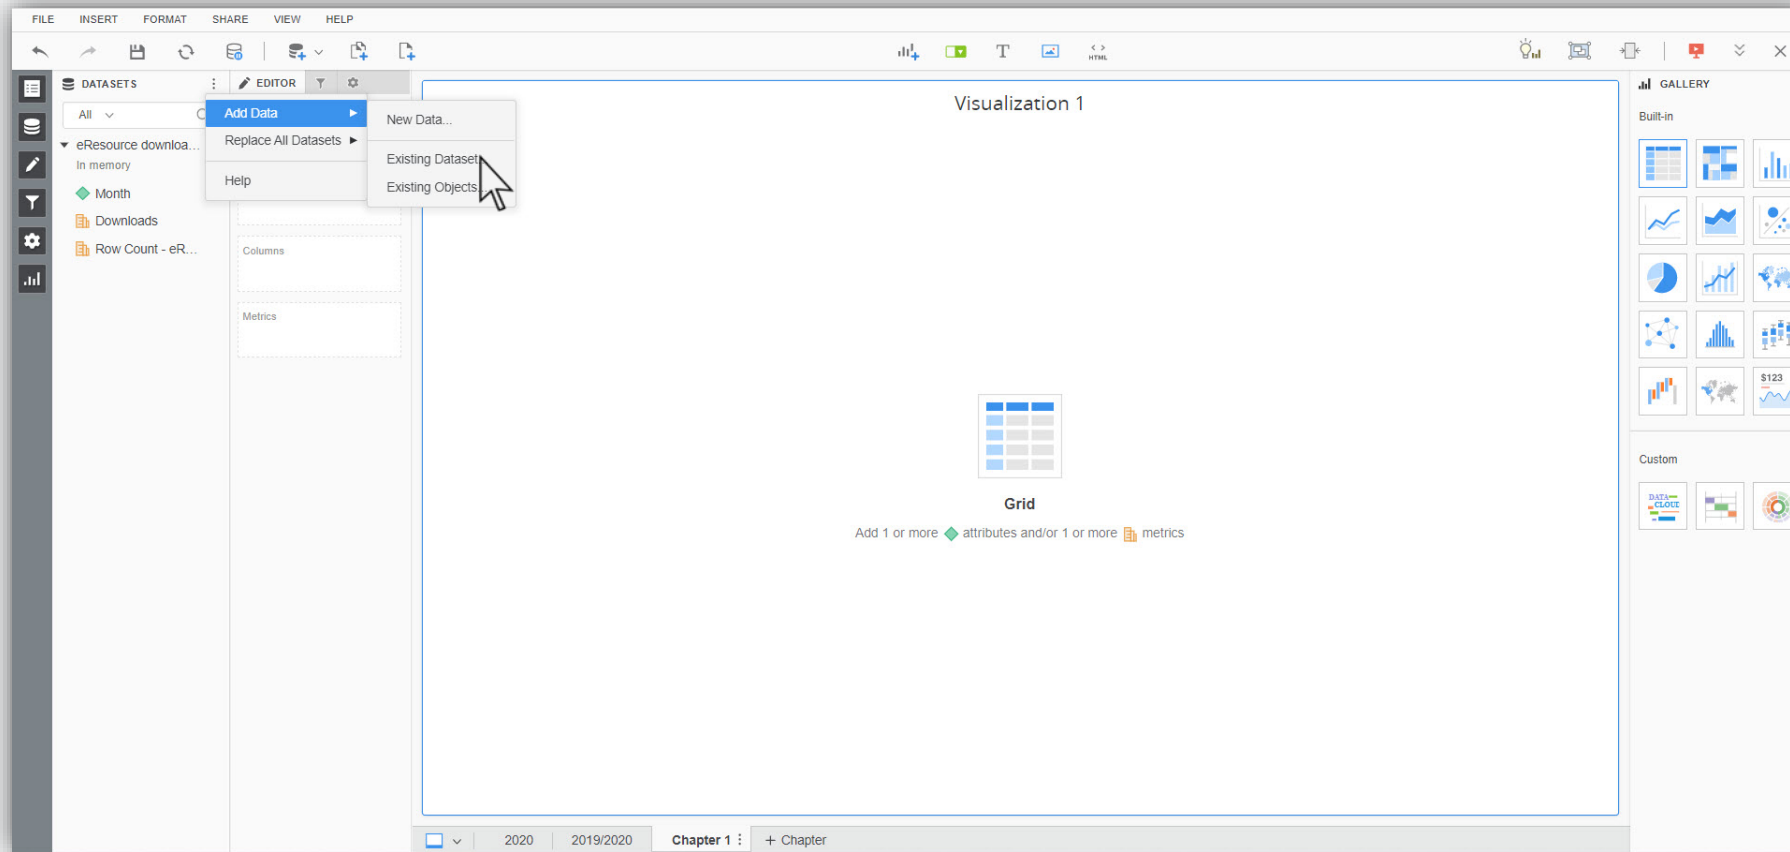 FILE INSERT FORMAT SHARE VIEW HELP
T
< >
HTML
DATASETS
EDITOR
All
Add Data
Replace All Datasets
Help
New Data...
Existing Dataset
Existing Objects...
eResource downloa...
In memory
Month
Downloads
Row Count - eR...
Columns
Metrics
Visualization 1
Grid
Add 1 or more attributes and/or 1 or more metrics
GALLERY
Built-in
$123
Custom
DATA
CLOUD
2020 2019/2020 Chapter 1 + Chapter